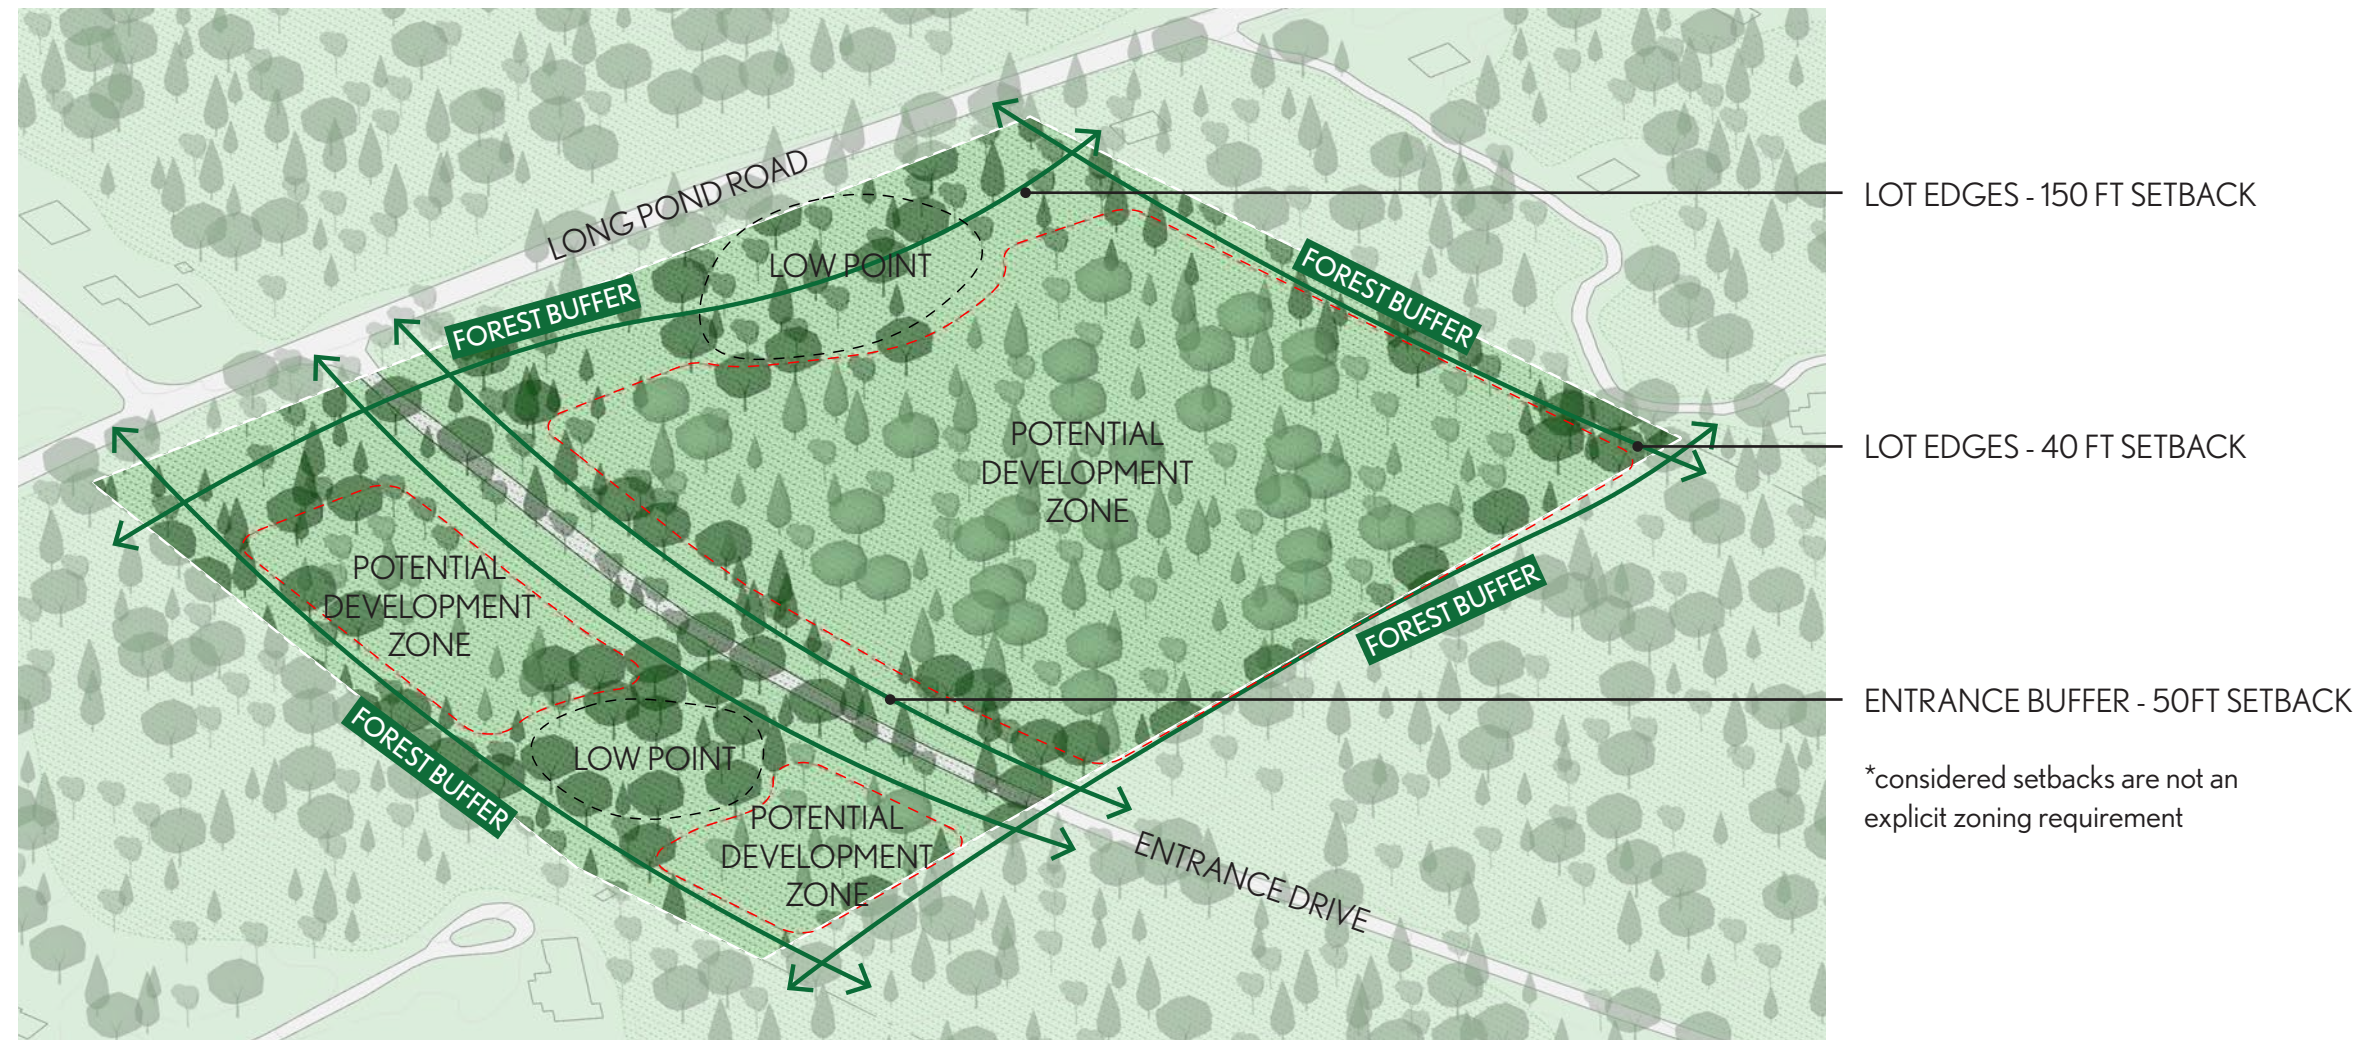 LONG POND ROAD
LOW POINT
FOREST BUFFER
FOREST BUFFER
POTENTIAL
DEVELOPMENT
ZONE
POTENTIAL
DEVELOPMENT
ZONE
FOREST BUFFER
FOREST BUFFER
LOW POINT
POTENTIAL
DEVELOPMENT
ZONE
ENTRANCE DRIVE
LOT EDGES - 150 FT SETBACK
LOT EDGES - 40 FT SETBACK
ENTRANCE BUFFER - 50FT SETBACK
*considered setbacks are not an
explicit zoning requirement